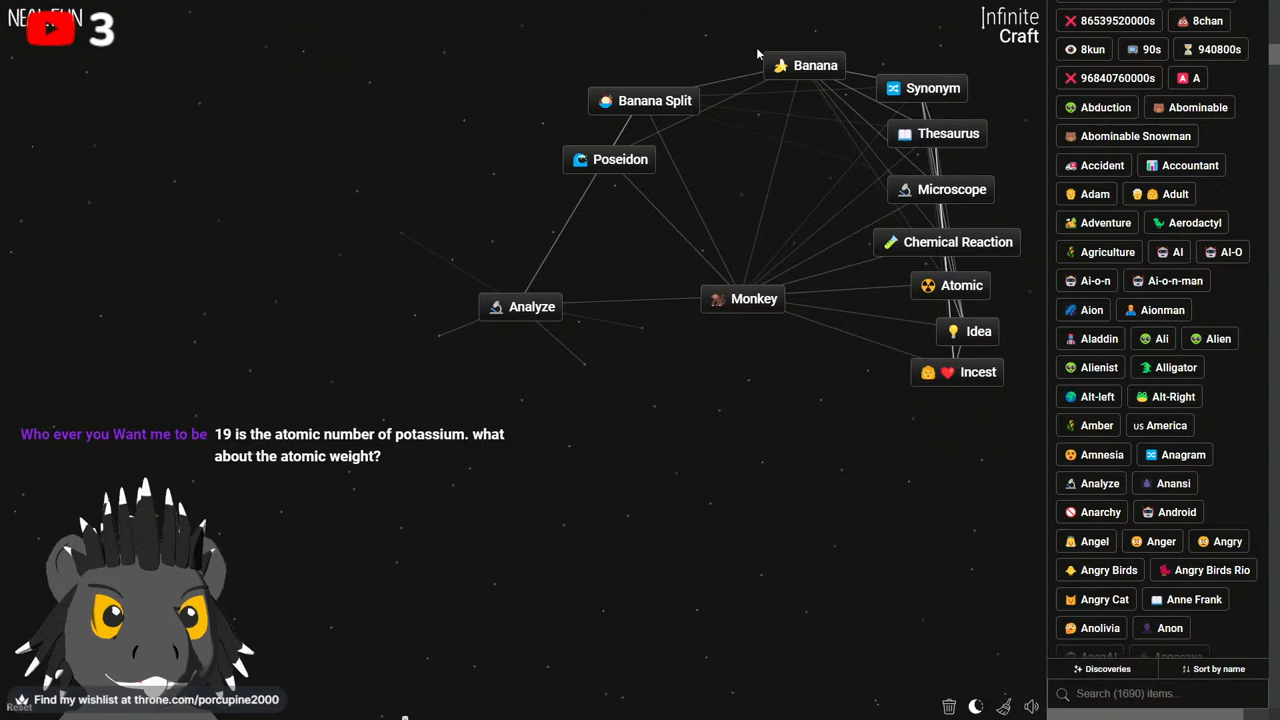 NEAL.FUN
3
Infinite
Craft
Banana
Synonym
Banana Split
Thesaurus
Poseidon
Microscope
Chemical Reaction
Atomic
Monkey
Analyze
Idea
Incest
Who ever you Want me to be 19 is the atomic number of potassium. what
about the atomic weight?
Find my wishlist at throne.com/porcupine2000
Reset
86539520000s 8chan
8kun 90s 940800s
96840760000s A A
Abduction Abominable
Abominable Snowman
Accident Accountant
Adam Adult
Adventure Aerodactyl
Agriculture AI AI-O
Ai-o-n Ai-o-n-man
Aion Aionman
Aladdin Ali Alien
Alienist Alligator
Alt-left Alt-Right
Amber US America
Amnesia Anagram
Analyze Anansi
Anarchy Android
Angel Anger Angry
Angry Birds Angry Birds Rio
Angry Cat Anne Frank
Anolivia Anon
Discoveries Sort by name
Search (1690) items...